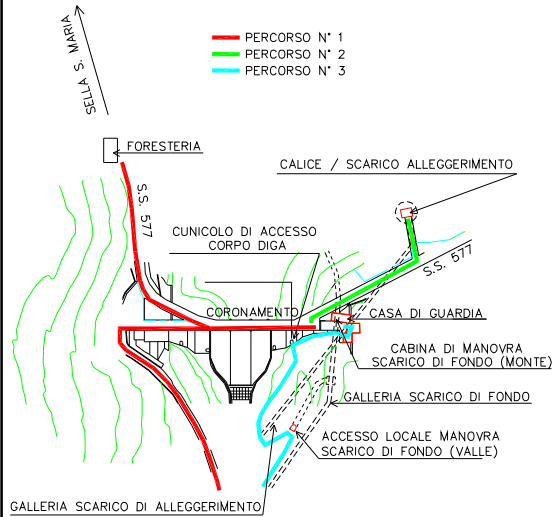 PERCORSO N° 1
PERCORSO N° 2
PERCORSO N° 3
SELLA S. MARIA
FORESTERIA
CALICE / SCARICO ALLEGGERIMENTO
S.S. 577
CUNICOLO DI ACCESSO
CORPO DIGA
S.S. 577
CORONAMENTO
CASA DI GUARDIA
CABINA DI MANOVRA
SCARICO DI FONDO (MONTE)
GALLERIA SCARICO DI FONDO
ACCESSO LOCALE MANOVRA
SCARICO DI FONDO (VALLE)
GALLERIA SCARICO DI ALLEGGERIMENTO